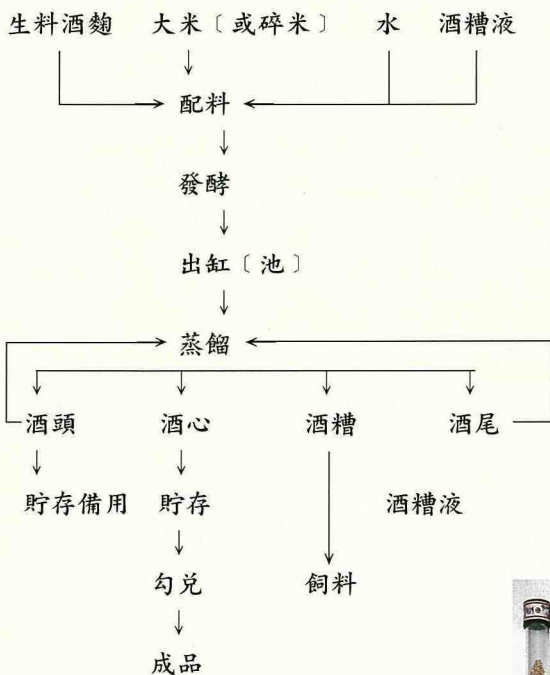 生料酒麴 大米〔或碎米〕 水 酒糟液
配料
發酵
出缸〔池〕
蒸餾
酒頭 酒心 酒糟 酒尾
貯存備用 貯存 酒糟液
勾兑 飼料
成品